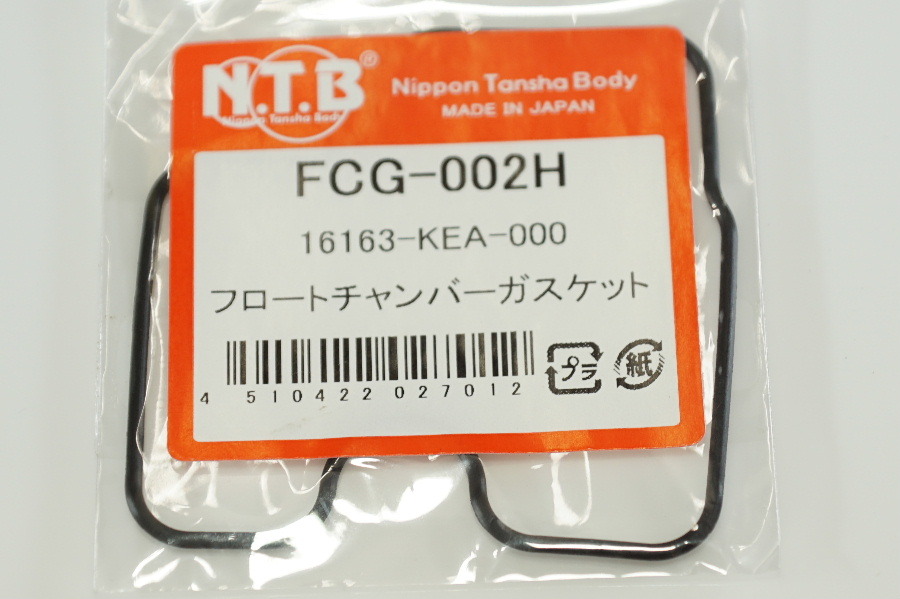 N.T.B®
Nippon Tansha Body
Nippon Tansha Body
MADE IN JAPAN
FCG-002H
16163-KEA-000
フロートチャンバーガスケット
4 510422 027012
プラ
紙